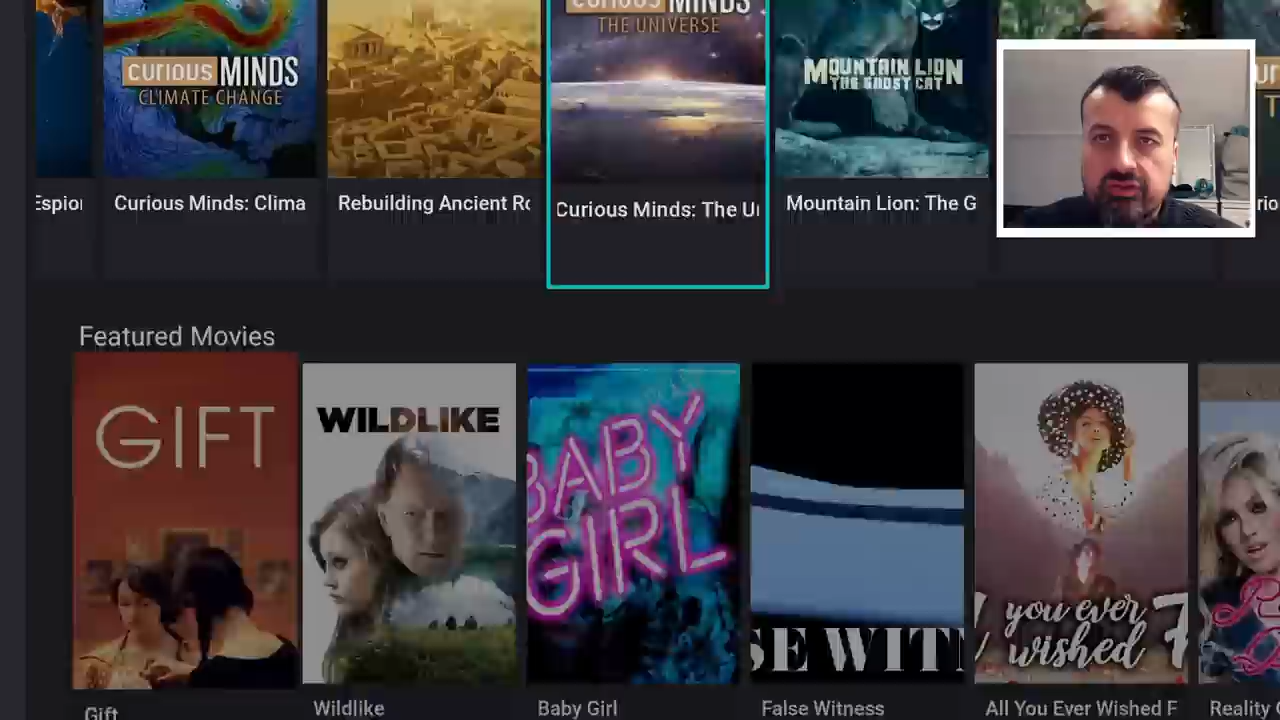 CURIOUS MINDS
THE UNIVERSE
CURIOUS MINDS
CLIMATE CHANGE
MOUNTAIN LION
THE GHOST CAT
Curious Minds: Clima
Rebuilding Ancient Ro
Curious Minds: The U
Mountain Lion: The G
Featured Movies
GIFT
WILDLIKE
BABY
GIRL
SE WITN
you ever
wished
Gift
Wildlike
Baby Girl
False Witness
All You Ever Wished F
Reality